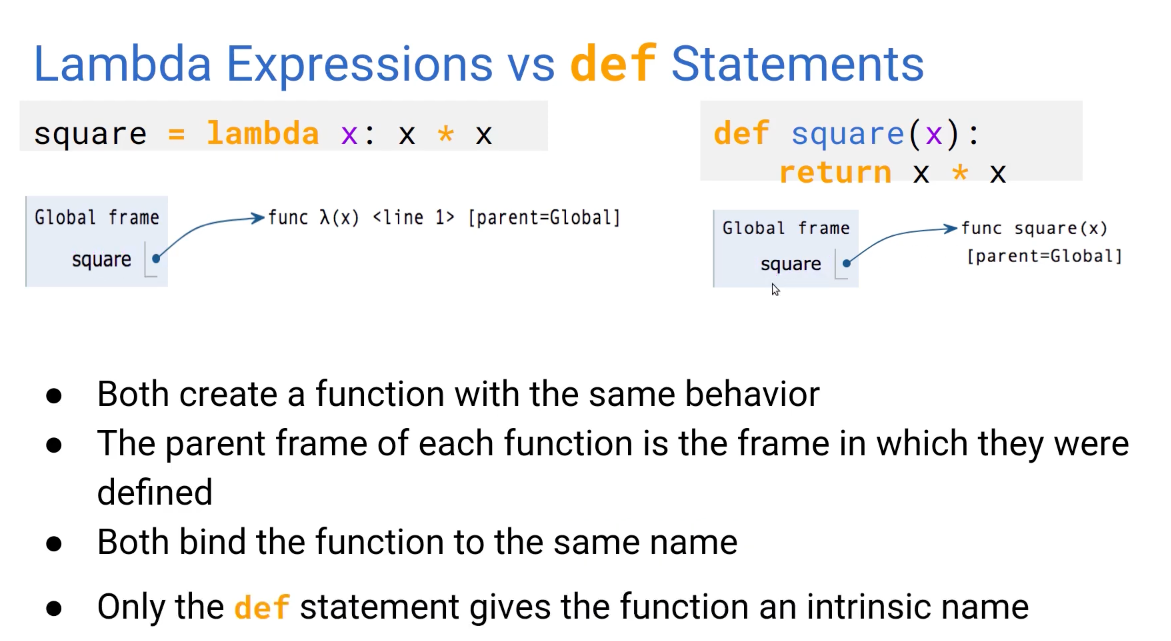 Lambda Expressions vs def Statements
square = lambda x: x * x
Global frame
square
func λ(x) <line 1> [parent=Global]
def square(x):
return x * x
Global frame
square
func square(x)
[parent=Global]
● Both create a function with the same behavior
● The parent frame of each function is the frame in which they were
defined
● Both bind the function to the same name
● Only the def statement gives the function an intrinsic name